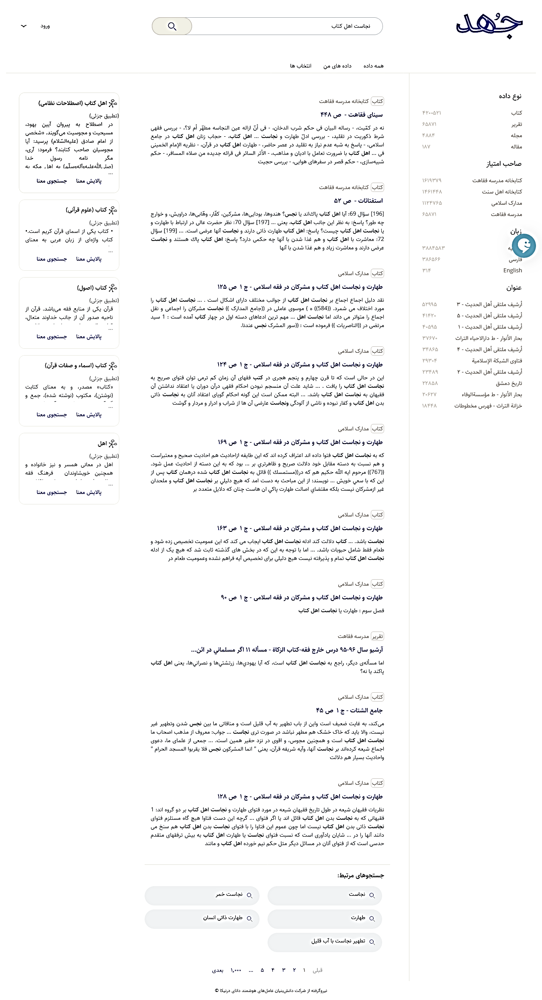 جهد
نجاست اهل کتاب
ورود
همه داده
داده های من
انتخاب ها
نوع داده
کتاب ۴۲۰۰۵۲۱
تقریر ۶۵۸۷۱
مجله ۴۸۸۴
مقاله ۱۸۷
صاحب امتیاز
کتابخانه مدرسه فقاهت ۱۶۱۹۳۷۹
کتابخانه اهل سنت ۱۴۶۱۴۴۸
مدارک اسلامی ۱۱۲۴۷۶۵
مدرسه فقاهت ۶۵۸۷۱
زبان
۳۸۸۴۵۸۳
فارسی ۳۸۶۵۶۶
English ۳۱۴
عنوان
أرشیف ملتقی أهل الحدیث - ۳ ۵۲۹۹۵
أرشیف ملتقی أهل الحدیث - ۵ ۴۱۴۲۰
أرشیف ملتقی أهل الحدیث - ۱ ۴۰۵۹۵
بحار الأنوار - ط دارالاحیاء التراث ۳۷۶۷۰
أرشیف ملتقی أهل الحدیث - ۴ ۳۴۸۶۵
فتاوی الشبکة الإسلامیة ۲۹۳۰۴
أرشیف ملتقی أهل الحدیث - ۲ ۲۳۴۸۹
تاریخ دمشق ۲۲۸۵۸
بحار الأنوار - ط مؤسسةالوفاء ۲۰۶۲۷
خزانة التراث - فهرس مخطوطات ۱۸۴۴۸
کتاب کتابخانه مدرسه فقاهت
سینای فقاهت - ص ۴۴۸
نه در کمّیت، - رساله البیان فی حکم شرب الدخان، - فی أنّ ازاله عین النجاسه مطهّر أم لا؟، - بررسی فقهی
شرط ذکوریت در تقلید، - بررسی ادلّ طهارت و نجاست ... اهل کتاب، - حجاب زنان اهل کتاب در جامع
اسلامی، - پاسخ به شبه عدم نیاز به تقلید در عصر حاضر، - طهارت اهل کتاب در قرآن، - نظریه الإمام الخمینی
فی ... اهل کتاب با ضرورت تعامل با ادیان و مذاهب، - الأثر السائر فی قرائه جدیده من صلاه المسافر، - حکم
شبیه‌سازی، - حکم قصر در سفرهای هوایی، - بررسی حجیت
کتاب کتابخانه مدرسه فقاهت
استفتائات - ص ۵۲
[196] سؤال 69: آیا اهل کتاب پاك‌اند یا نجس؟ هندوها، بودایی‌ها، مشرکین، کفّار، وهّابی‌ها، دراویش، و خوارج
چه طور؟ پاسخ: به نظر این جانب اهل کتاب، یعنی ... [197] سؤال 70: نظر حضرت عالی در ارتباط با طهارت و
یا نجاست اهل کتاب چیست؟ پاسخ: اهل کتاب طهارت ذاتی دارند و نجاست آنها عرضی است. ... [199] سؤال
72: معاشرت با اهل کتاب و هم غذا شدن با آنها چه حکمی دارد؟ پاسخ: اهل کتاب پاك هستند و نجاست
عرضی دارند و معاشرت زیاد و هم غذا شدن با آنها
کتاب مدارک اسلامی
طهارت و نجاست اهل کتاب و مشرکان در فقه اسلامی - ج ۱ ص ۱۲۵
نقد دلیل اجماع اجماع بر نجاست اهل کتاب از جوانب مختلف دارای اشکال است . ... نجاست اهل کتاب را
مورد اختلاف می شمرد. ((584)) ه ) موسوی عاملی در ((جامع المدارک )) نجاست مشرکان را اجماعی و نقل
اجماع را متواتر می داند اما نجاست اهل ... مهم ترین ادعاهای دسته اول در چهار کتاب آمده است : 1 سید
مرتضی در ((الناصریات )) فرموده است : ((سور المشرک نجس عندنا.
کتاب مدارک اسلامی
طهارت و نجاست اهل کتاب و مشرکان در فقه اسلامی - ج ۱ ص ۱۲۴
این در حالی است که تا قرن چهارم و پنجم هجری در کتب فقهای آن زمان کم ترمی توان فتوای صریح به
نجاست اهل کتاب را یافت . ... شاید علت آن منسجم نبودن احکام فقهی درآن دوران یا اعتقاد نداشتن آن
فقیهان به نجاست اهل کتاب باشد. ... البته ممکن است این گونه احکام گویای اعتقاد آنان به نجاست ذاتی
بدن اهل کتاب و کفار نبوده و ناشی از آلودگی ونجاست عارضی آن ها از شراب و ادرار و مردار و گوشت
کتاب مدارک اسلامی
طهارت و نجاست اهل کتاب و مشرکان در فقه اسلامی - ج ۱ ص ۱۶۹
که به نجاست اهل کتاب فتوا داده اند اعتراف کرده اند که این طایفه ازاحادیث هم احادیث صحیح و معتبراست
و هم نسبت به دسته مقابل خود دلالت صریح و ظاهرتري بر ... بود که به این دسته از احادیث عمل شود.
((767)) مرحوم ایه اللّه حکیم هم که در((مستمسك )) قائل به نجاست اهل کتاب شده درهمان کتاب پس از
این که با سعي خویش ... نویسند: از این مباحث به دست امد که هیچ دلیلي بر نجاست اهل کتاب و ملحدان
غیر ازمشرکان نیست بلکه مقتضاي اصالت طهارت پاکي ان هاست چنان که دلایل متعدد بر
کتاب مدارک اسلامی
طهارت و نجاست اهل کتاب و مشرکان در فقه اسلامی - ج ۱ ص ۱۶۳
نجاست باشد. ... کتاب دلالت کند ادله نجاست اهل کتاب ایجاب می کند که این عمومیت تخصیص زده شود و
طعام فقط شامل حبوبات باشد. ... اما با توجه به این که در بخش های گذشته ثابت شد که هیچ یک از ادله
نجاست اهل کتاب تمام و پذیرفته نیست هیچ دلیلی برای تخصیص آیه فراهم نشده وعمومیت طعام در
کتاب مدارک اسلامی
طهارت و نجاست اهل کتاب و مشرکان در فقه اسلامی - ج ۱ ص ۹۰
فصل سوم : طهارت یا نجاست اهل کتاب
تقریر مدرسه فقاهت
آرشیو سال ۹۶-۹۵ درس خارج فقه-کتاب الزکاة - مسأله ۱۱ اگر مسلماني در اثن...
اما مسأله‌ی دیگر، راجع به نجاست اهل کتاب است، که آیا یهودي‌ها، زرتشتي‌ها و نصراني‌ها، یعنی اهل کتاب
پاکند یا نه؟
کتاب مدارک اسلامی
جامع الشتات - ج ۱ ص ۴۵
می‌کند، به غایت ضعیف است واین از باب تطهیر به آب قلیل است و منافاتی ما بین نجس شدن وتطهیر غیر
نیست، والا باید که خاک خشک هم مطهر نباشد در صورت تری نجاست ... جواب: معروف از مذهب اصحاب ما
نجاست اهل کتاب است و همچنین مجوس، و اقوی در نزد حقیر همین است. ... جمعی از علمای ما، دعوی
اجماع شیعه کرده‌اند بر نجاست آنها، وآیه شریفه قرآن، یعنی " انما المشرکون نجس فلا یقربوا المسجد الحرام "
واحادیث بسیار هم دلالت
کتاب مدارک اسلامی
طهارت و نجاست اهل کتاب و مشرکان در فقه اسلامی - ج ۱ ص ۱۲۸
نظریات فقیهان شیعه در طول تاریخ فقیهان شیعه در مورد فتوای طهارت و نجاست اهل کتاب بر دو گروه اند: 1
فقیهانی که به نجاست بدن اهل کتاب قائل اند یا اگر فتوای ... گرچه این دست فتاوا هیچ گاه مستلزم فتوای
نجاست ذاتی بدن اهل کتاب نیست اما چون عموم این فتاوا را با فتوای نجاست بدن اهل کتاب هم سنخ می
دانند آنها را در ... شایان یادآوری است که نسبت فتوای نجاست یا طهارت اهل کتاب به بیش ترفقهای متقدم
حدسی است که از فتوای آنان در مسائل دیگر مثل حکم نیم خورده اهل کتاب و مانند
اهل کتاب (اصطلاحات نظامی)
(تطبیق جزئی)
در اصطلاح به پیروان آیین یهود،
مسیحیت و مجوسیت می‌گویند. «شخصی
از امام صادق (علیه‌السّلام) پرسید: آیا
مجوسیان صاحب کتابند؟ فرمود: آری،
مگر نامه رسول خدا
(صلی‌الله‌علیه‌وآله‌وسلّم) به اهل مکه به
...
پالایش معنا جستجوی معنا
کتاب (علوم قرآنی)
(تطبیق جزئی)
• کتاب یکی از اسمای قرآن کریم است.•
کتاب واژه‌ای از زبان عربی به معنای
...
پالایش معنا جستجوی معنا
کتاب (اصول)
(تطبیق جزئی)
قرآن یکی از منابع فقه می‌باشد. قرآن از
ناحیه صدور آن از جانب خداوند متعال،
...
پالایش معنا جستجوی معنا
کتاب (اسماء و صفات قرآن)
(تطبیق جزئی)
«کتاب» مصدر، و به معنای کتابت
(نوشتن)، مکتوب (نوشته شده)، جمع و
...
پالایش معنا جستجوی معنا
اهل
(تطبیق جزئی)
اهل در معانی همسر و نیز خانواده و
همچنین خویشاوندان فرهنگ فقه
...
پالایش معنا جستجوی معنا
جستجوهای مرتبط:
نجاست
نجاست خمر
طهارت
طهارت ذاتی انسان
تطهیر نجاست با آب قلیل
قبلی ۱ ۲ ۳ ۴ ۵ ... ۱,۰۰۰ بعدی
نیروگرفته از شرکت دانش‌بنیان عامل‌های هوشمند دانای درنیکا ©